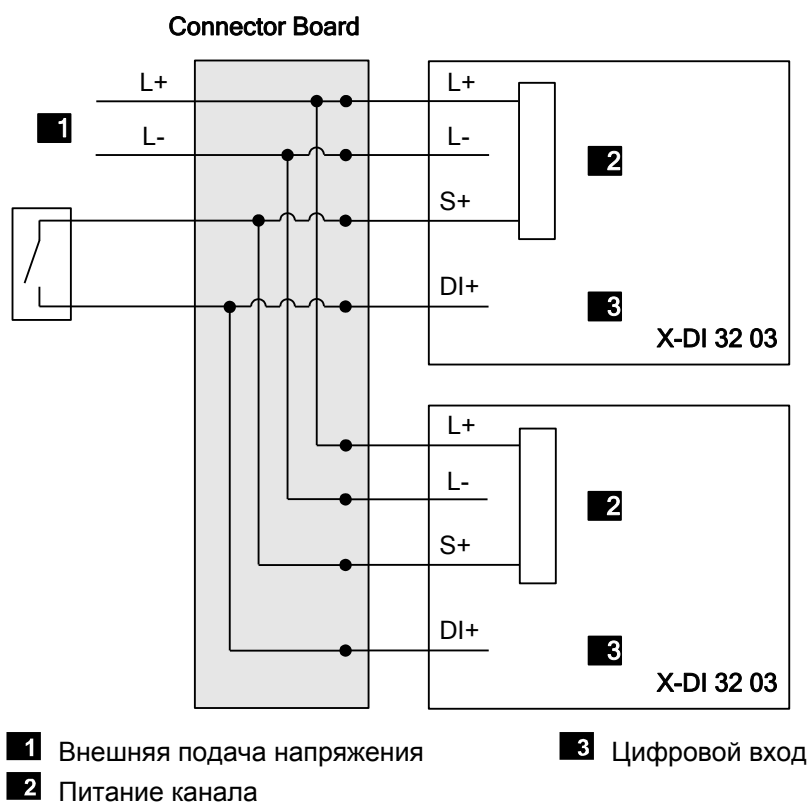 Connector Board
L+
L+
1
L-
L-
2
S+
DI+
3
X-DI 32 03
L+
L-
2
S+
DI+
3
X-DI 32 03
1 Внешняя подача напряжения
3 Цифровой вход
2 Питание канала